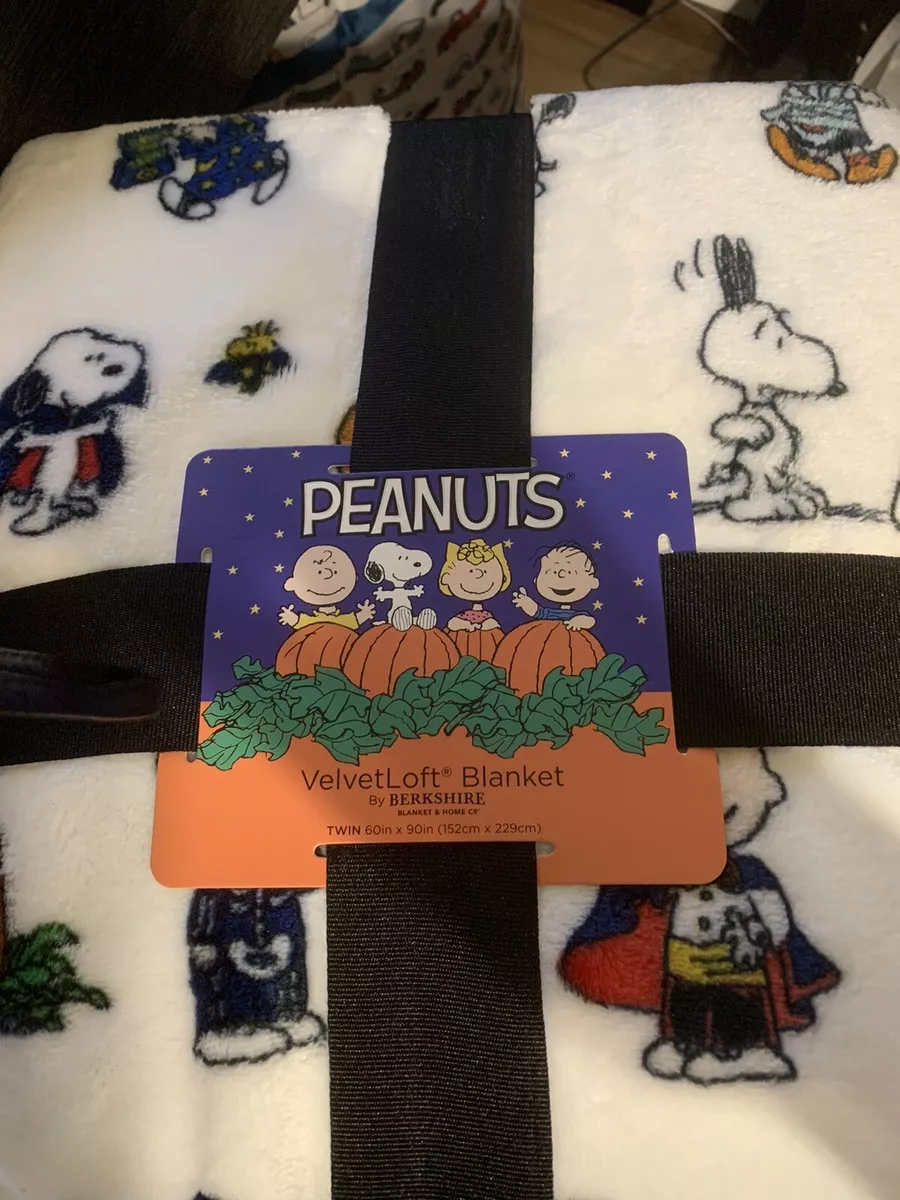 PEANUTS®
VelvetLoft® Blanket
By BERKSHIRE
BLANKET & HOME CO®
TWIN 60in x 90in (152cm x 229cm)